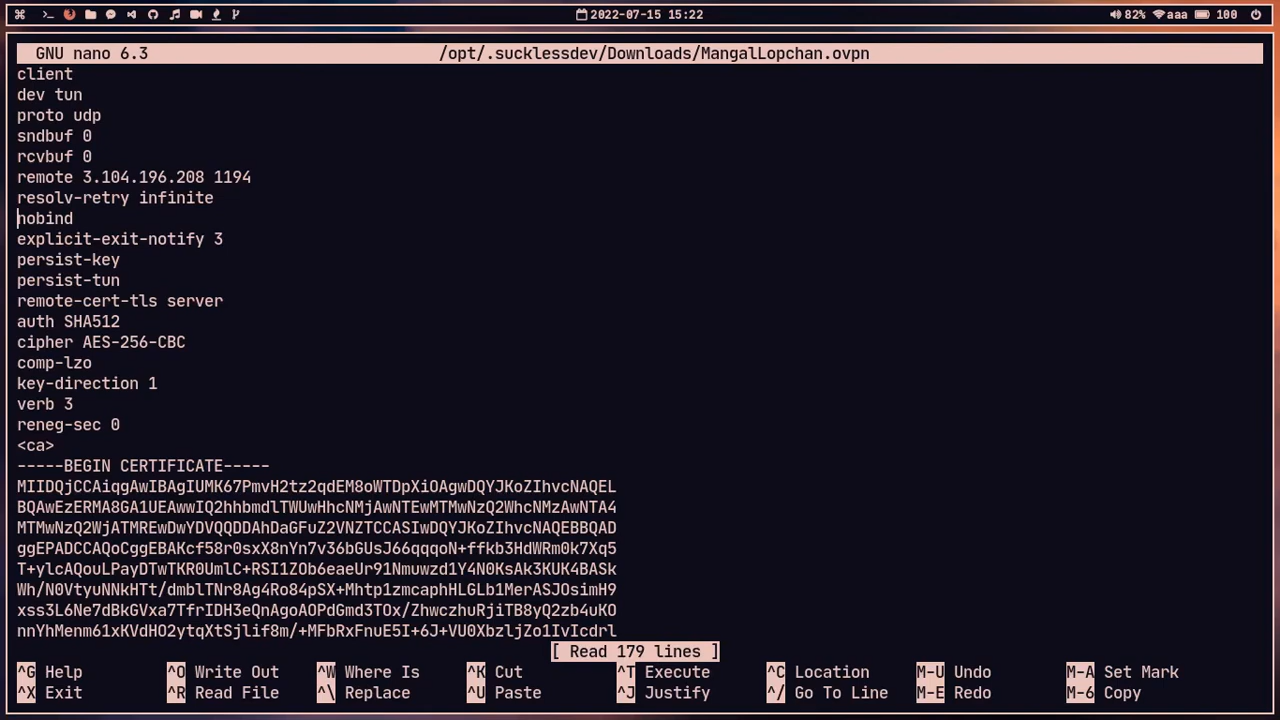 2022-07-15 15:22
82% aaa 100
GNU nano 6.3 /opt/.sucklessdev/Downloads/MangalLopchan.ovpn
client
dev tun
proto udp
sndbuf 0
rcvbuf 0
remote 3.104.196.208 1194
resolv-retry infinite
nobind
explicit-exit-notify 3
persist-key
persist-tun
remote-cert-tls server
auth SHA512
cipher AES-256-CBC
comp-lzo
key-direction 1
verb 3
reneg-sec 0
<ca>
-----BEGIN CERTIFICATE-----
MIIDQjCCAiqgAwIBAgIUMK67PmvH2tz2qdEM8oWTDpXiOAgwDQYJKoZIhvcNAQEL
BQAwEzERMA8GA1UEAwwIQ2hhbmdlTWUwHhcNMjAwNTEwMTMwNzQ2WhcNMzAwNTA4
MTMwNzQ2WjATMREwDwYDVQQDDAhDaGFuZ2VNZTCCASIwDQYJKoZIhvcNAQEBBQAD
ggEPADCCAQoCggEBAKcf58r0sxX8nYn7v36bGUsJ66qqqoN+ffkb3HdWRm0k7Xq5
T+ylcAQouLPayDTwTKR0UmlC+RSI1ZOb6eaeUr91Nmuwzd1Y4N0KsAk3KUK4BASk
Wh/N0VtyuNNkHTt/dmblTNr8Ag4Ro84pSX+Mhtp1zmcaphHLGLb1MerASJOsimH9
xss3L6Ne7dBkGVxa7TfrIDH3eQnAgoAOPdGmd3TOx/ZhwczhuRjiTB8yQ2zb4uKO
nnYhMenm61xKVdHO2ytqXtSjlif8m/+MFbRxFnuE5I+6J+VU0XbzljZo1IvIcdrl
[ Read 179 lines ]
^G Help ^O Write Out ^W Where Is ^K Cut ^T Execute ^C Location M-U Undo M-A Set Mark
^X Exit ^R Read File ^\ Replace ^U Paste ^J Justify ^/ Go To Line M-E Redo M-6 Copy